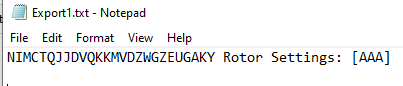 Export1.txt - Notepad
File Edit Format View Help
NIMCTQJJDVQKKMVDZWGZEUGAKY Rotor Settings: [AAA]